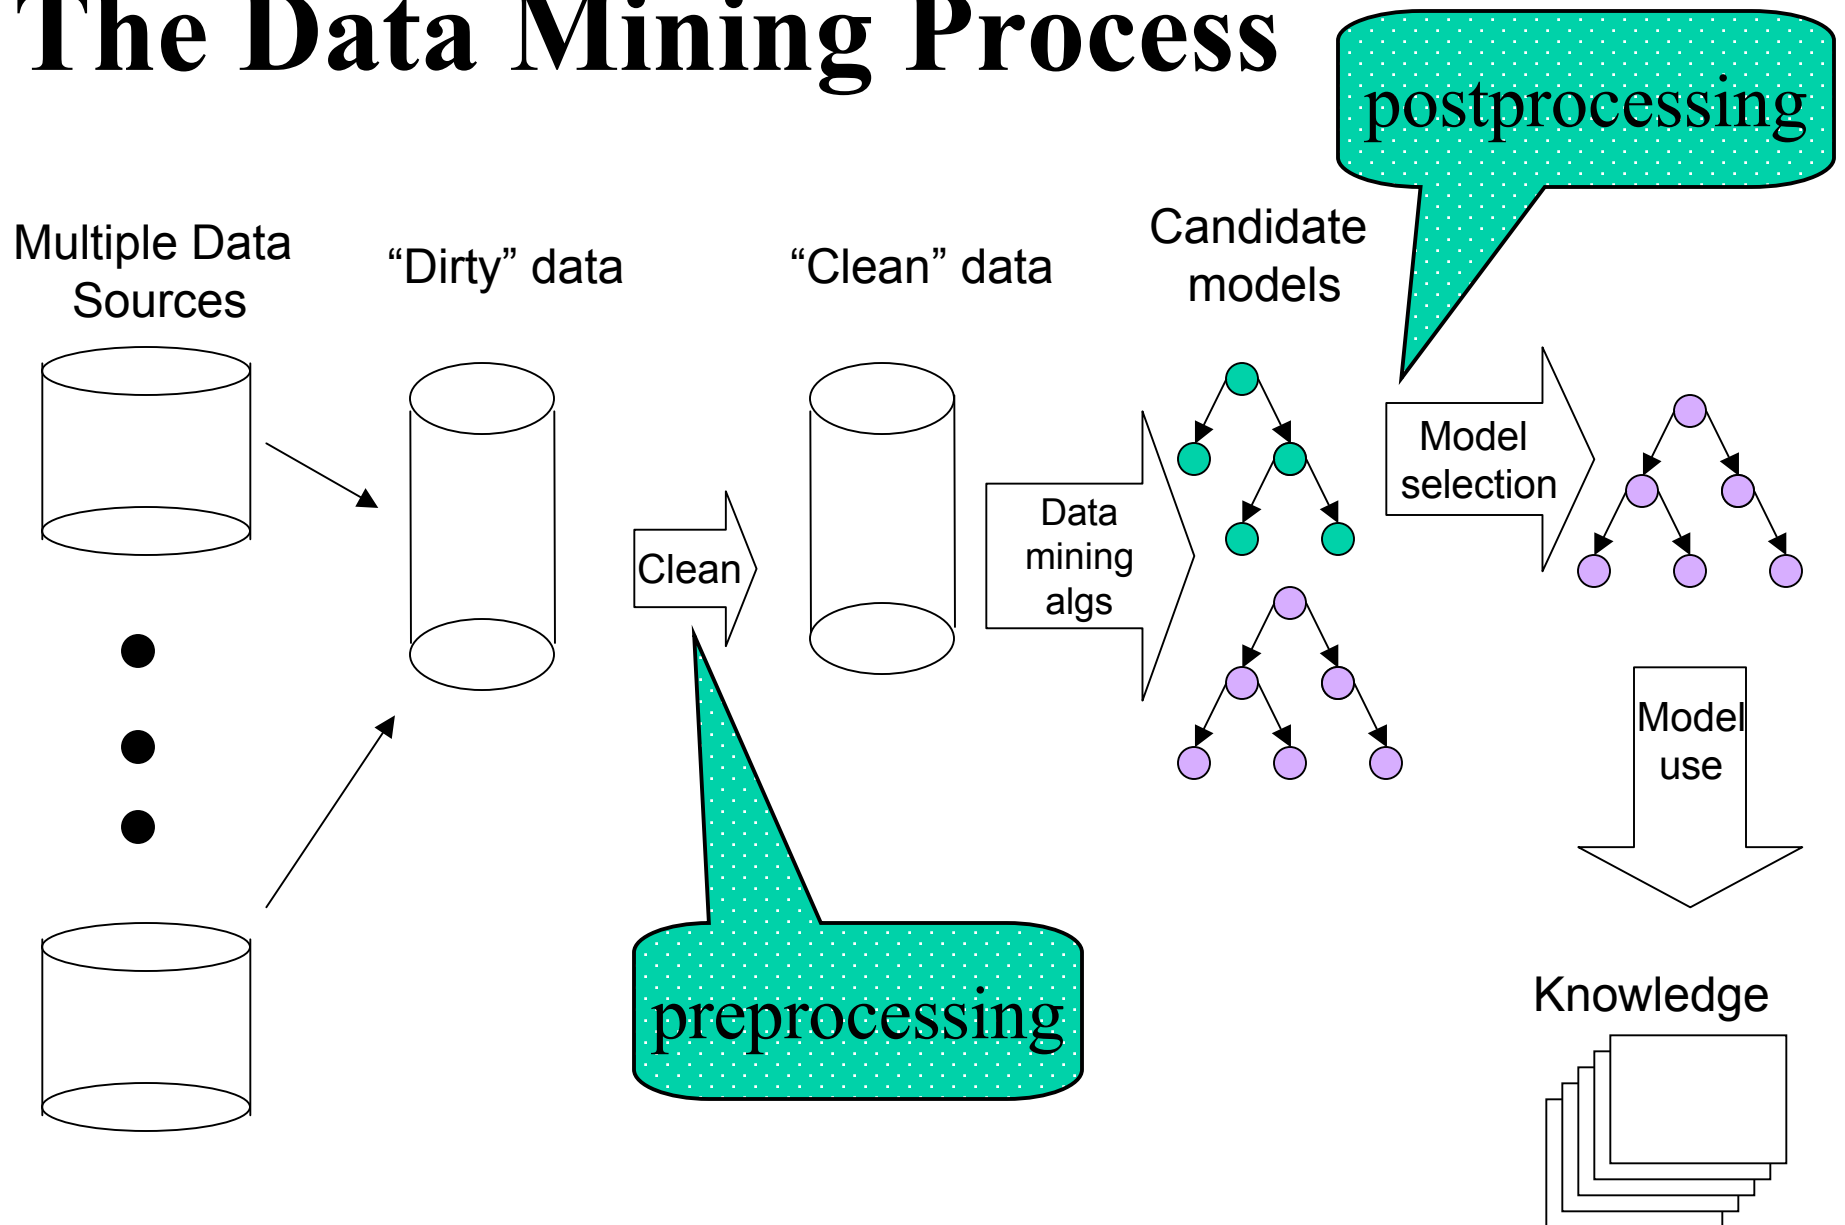 The Data Mining Process
postprocessing
Multiple Data
Sources
“Dirty” data
“Clean” data
Candidate
models
Clean
Data
mining
algs
Model
selection
Model
use
preprocessing
Knowledge